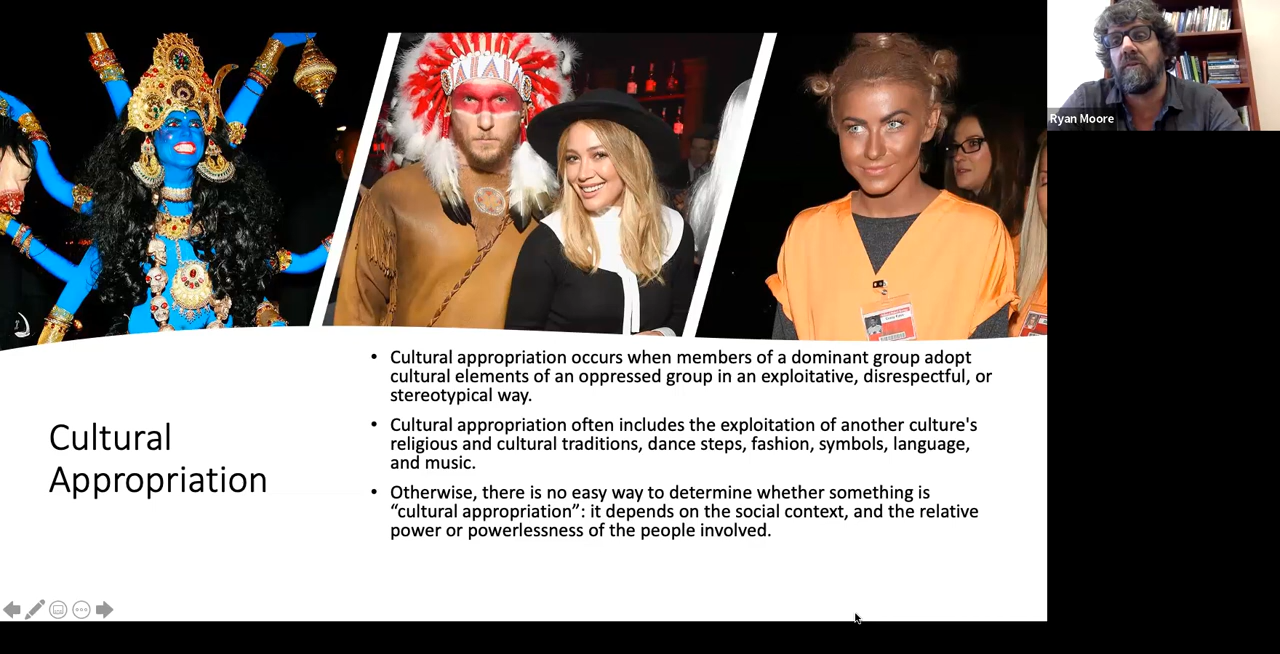 Ryan Moore
Cultural
Appropriation
• Cultural appropriation occurs when members of a dominant group adopt
cultural elements of an oppressed group in an exploitative, disrespectful, or
stereotypical way.
• Cultural appropriation often includes the exploitation of another culture's
religious and cultural traditions, dance steps, fashion, symbols, language,
and music.
• Otherwise, there is no easy way to determine whether something is
“cultural appropriation”: it depends on the social context, and the relative
power or powerlessness of the people involved.